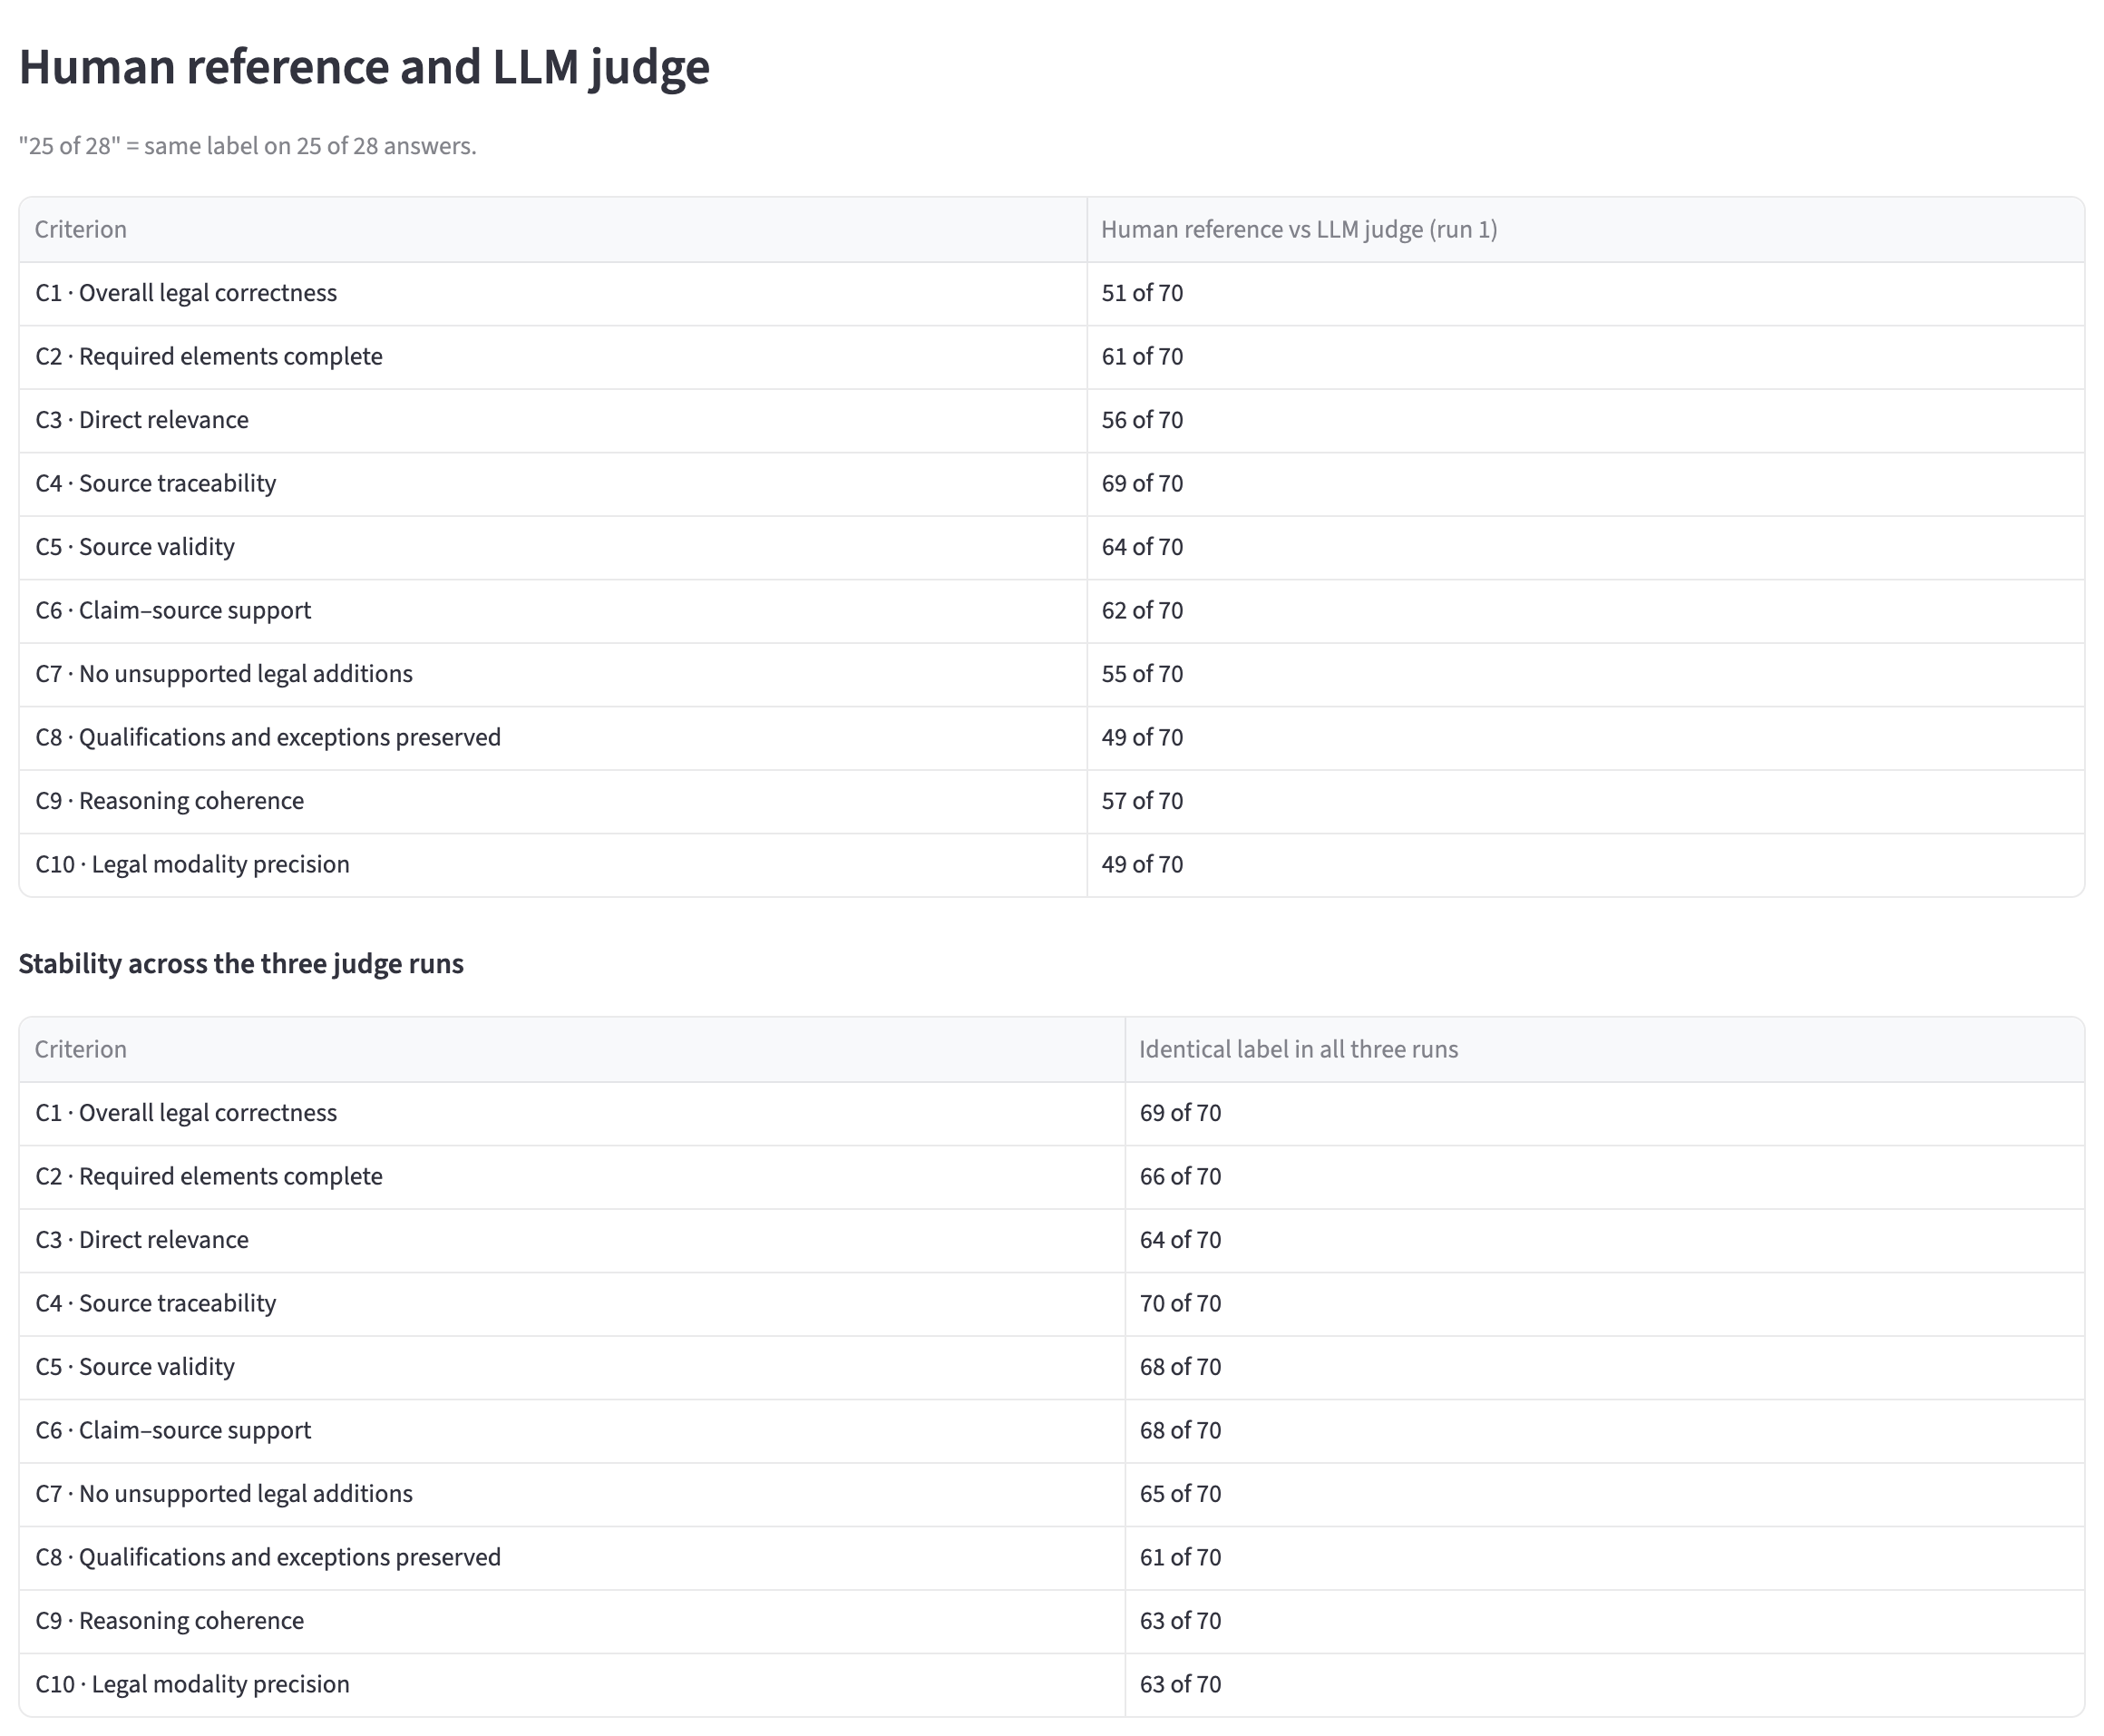 Human reference and LLM judge
"25 of 28" = same label on 25 of 28 answers.
Criterion Human reference vs LLM judge (run 1)
C1 · Overall legal correctness 51 of 70
C2 · Required elements complete 61 of 70
C3 · Direct relevance 56 of 70
C4 · Source traceability 69 of 70
C5 · Source validity 64 of 70
C6 · Claim–source support 62 of 70
C7 · No unsupported legal additions 55 of 70
C8 · Qualifications and exceptions preserved 49 of 70
C9 · Reasoning coherence 57 of 70
C10 · Legal modality precision 49 of 70
Stability across the three judge runs
Criterion Identical label in all three runs
C1 · Overall legal correctness 69 of 70
C2 · Required elements complete 66 of 70
C3 · Direct relevance 64 of 70
C4 · Source traceability 70 of 70
C5 · Source validity 68 of 70
C6 · Claim–source support 68 of 70
C7 · No unsupported legal additions 65 of 70
C8 · Qualifications and exceptions preserved 61 of 70
C9 · Reasoning coherence 63 of 70
C10 · Legal modality precision 63 of 70